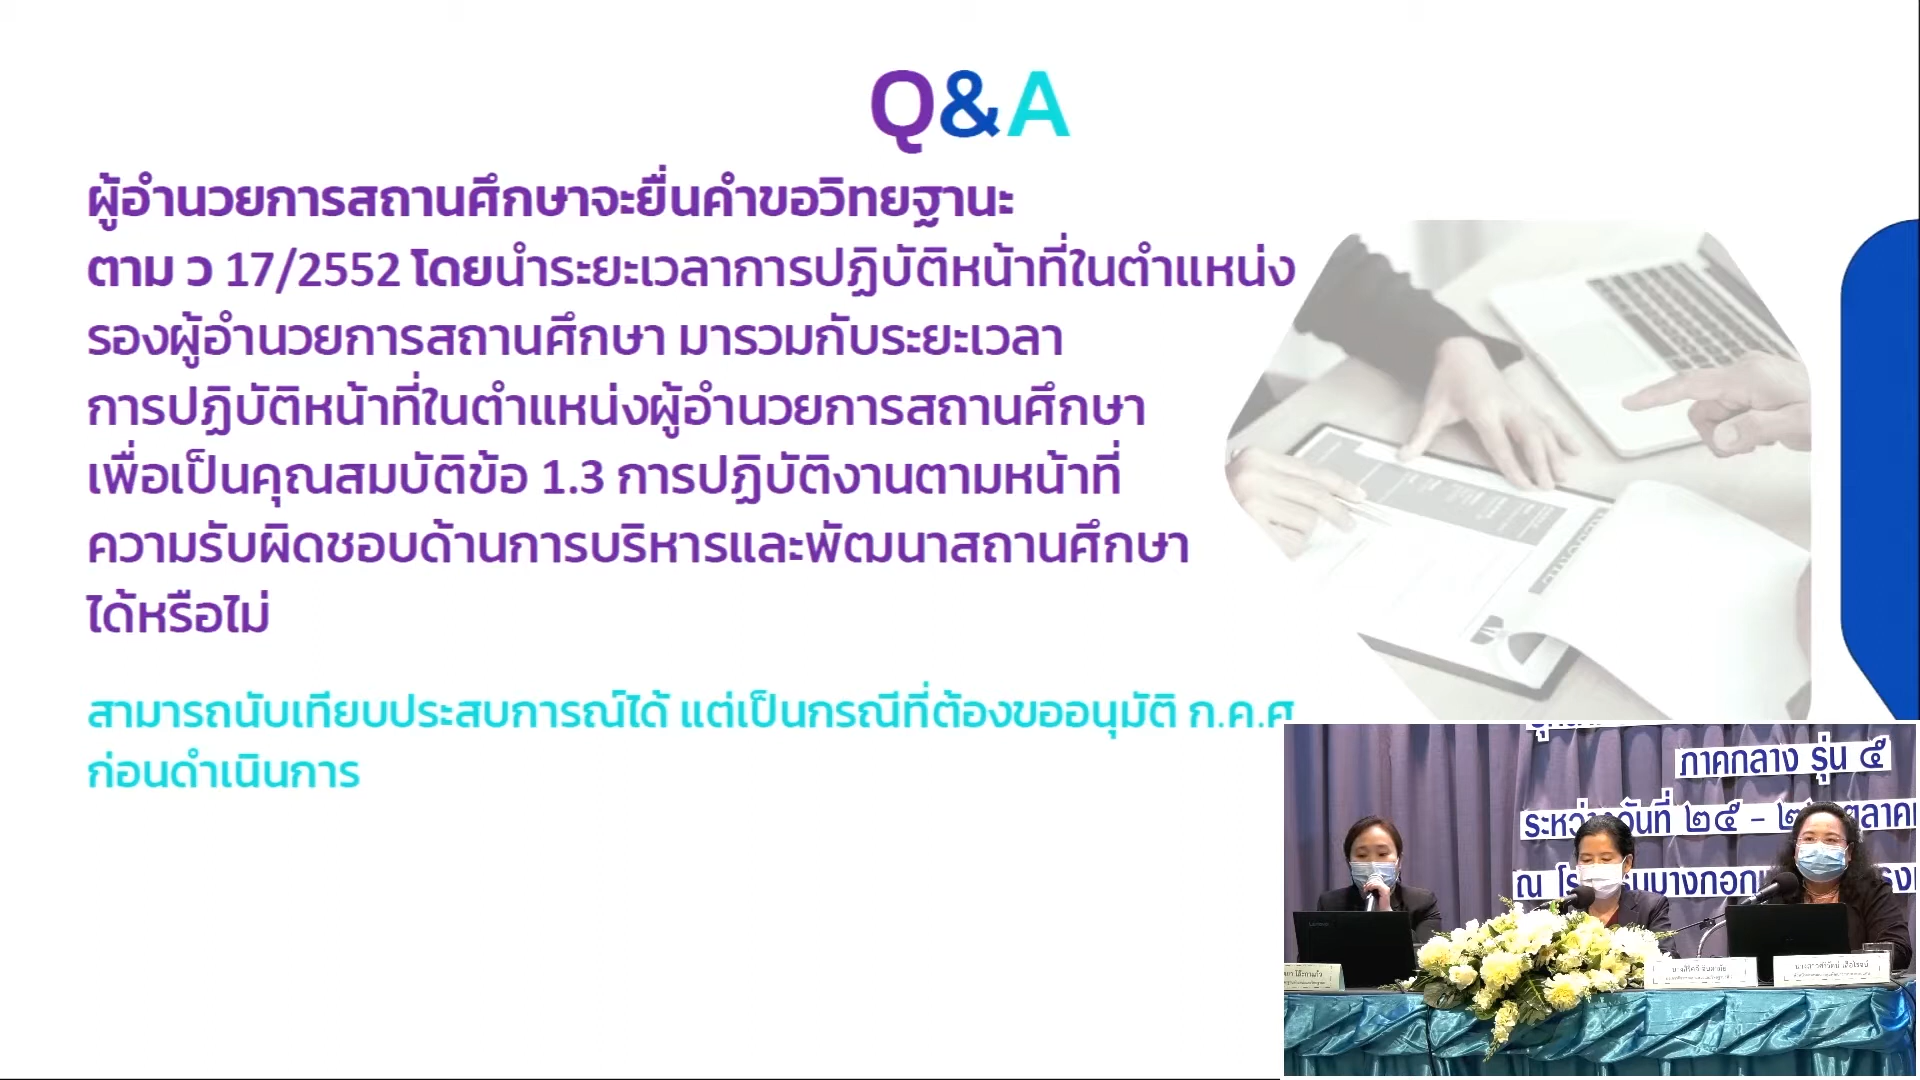 Q&A
ผู้อำนวยการสถานศึกษาจะยื่นคำขอวิทยฐานะ
ตาม ว 17/2552 โดยนำระยะเวลาการปฏิบัติหน้าที่ในตำแหน่ง
รองผู้อำนวยการสถานศึกษา มารวมกับระยะเวลา
การปฏิบัติหน้าที่ในตำแหน่งผู้อำนวยการสถานศึกษา
เพื่อเป็นคุณสมบัติข้อ 1.3 การปฏิบัติงานตามหน้าที่
ความรับผิดชอบด้านการบริหารและพัฒนาสถานศึกษา
ได้หรือไม่
สามารถนับเทียบประสบการณ์ได้ แต่เป็นกรณีที่ต้องขออนุมัติ ก.ค.ศ
ก่อนดำเนินการ
ภาคกลาง รุ่น ๕
ระหว่างวันที่ ๒๕ –
ณ